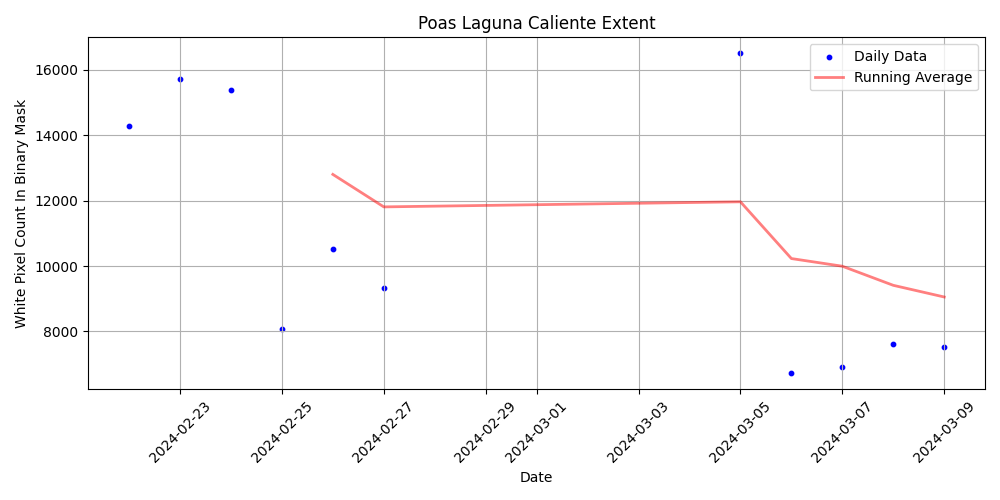 Poas Laguna Caliente Extent
Daily Data
Running Average
White Pixel Count In Binary Mask
16000
14000
12000
10000
8000
2024-02-23
2024-02-25
2024-02-27
2024-02-29
2024-03-01
2024-03-03
2024-03-05
2024-03-07
2024-03-09
Date